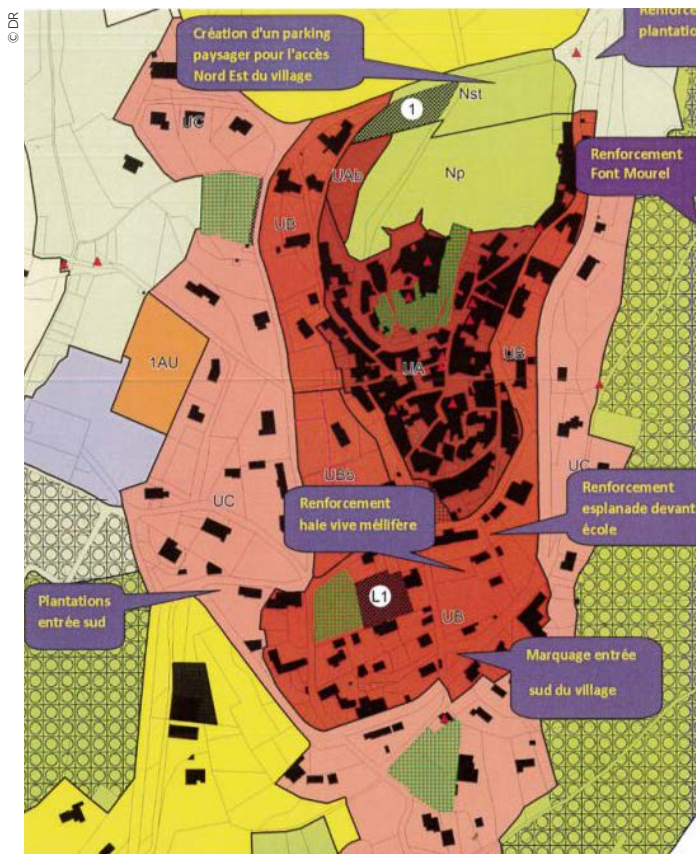 © DR
Création d'un parking
paysager pour l'accès
Nord Est du village
plantatio
1
Nst
UC
UAb
Np
Renforcement
Font Mourel
UB
1AU
UA
UB
UBb
UC
UC
Renforcement
haie vive méllifère
Renforcement
esplanade devant
école
Plantations
entrée sud
L1
UB
Marquage entrée
sud du village